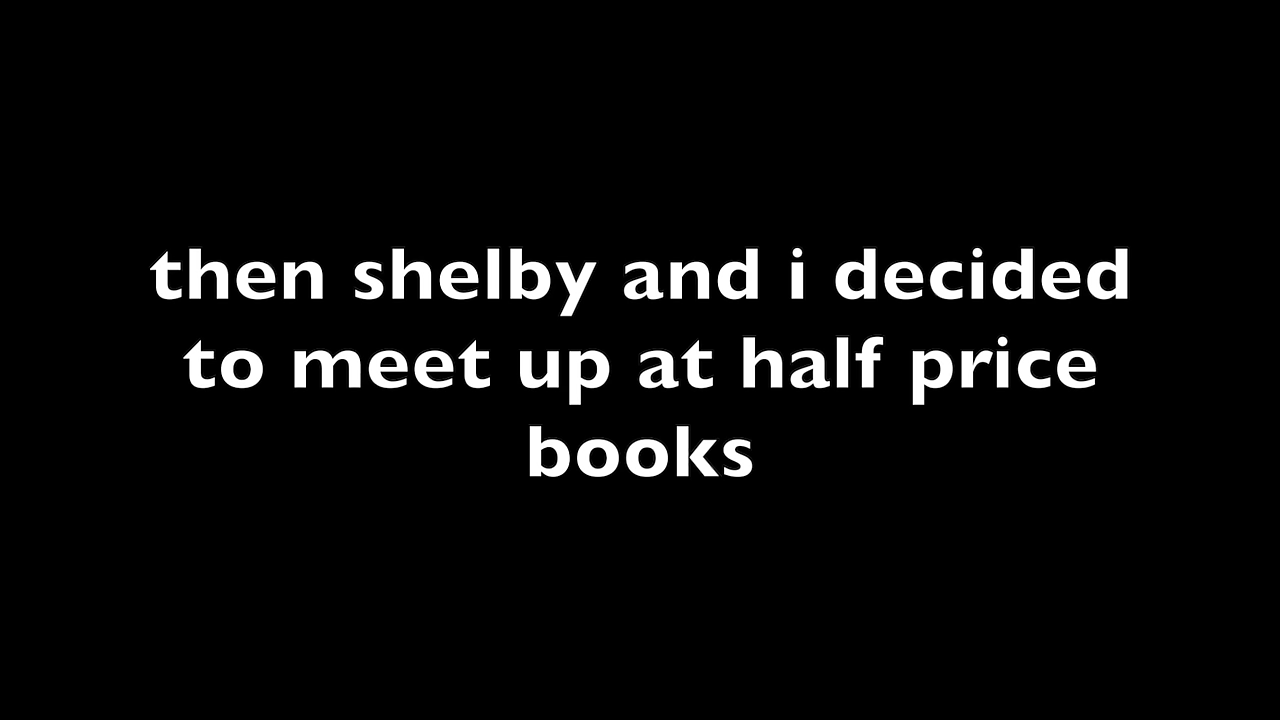 then shelby and i decided
to meet up at half price
books